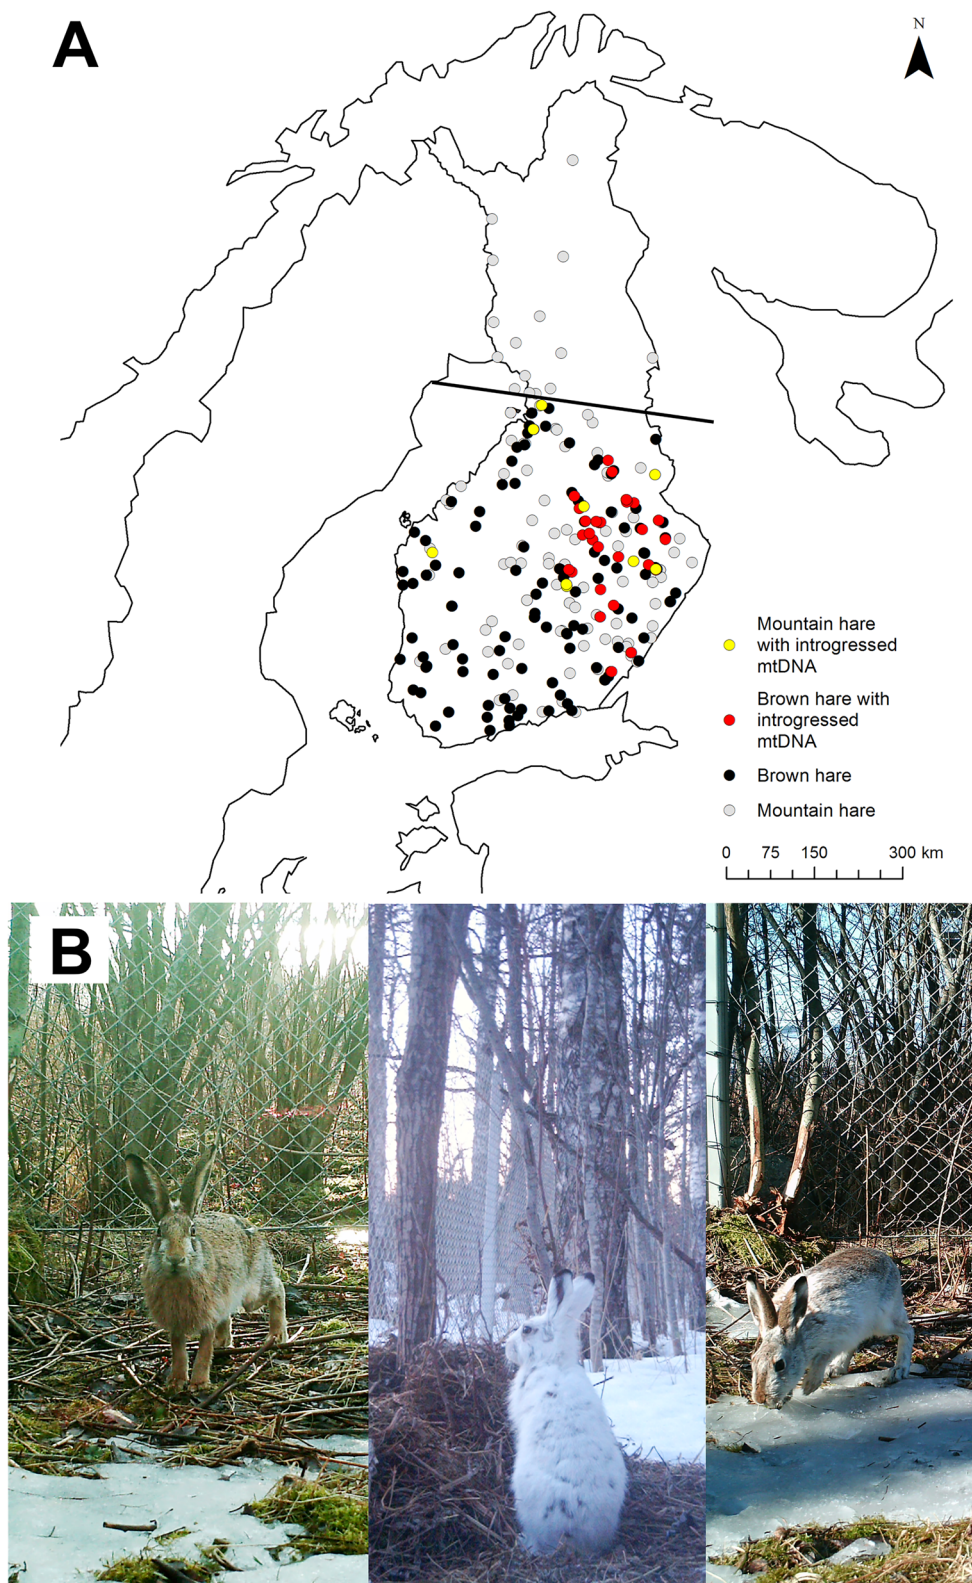 A
N
Mountain hare
with introgressed
mtDNA
Brown hare with
introgressed
mtDNA
Brown hare
Mountain hare
0 75 150 300 km
B